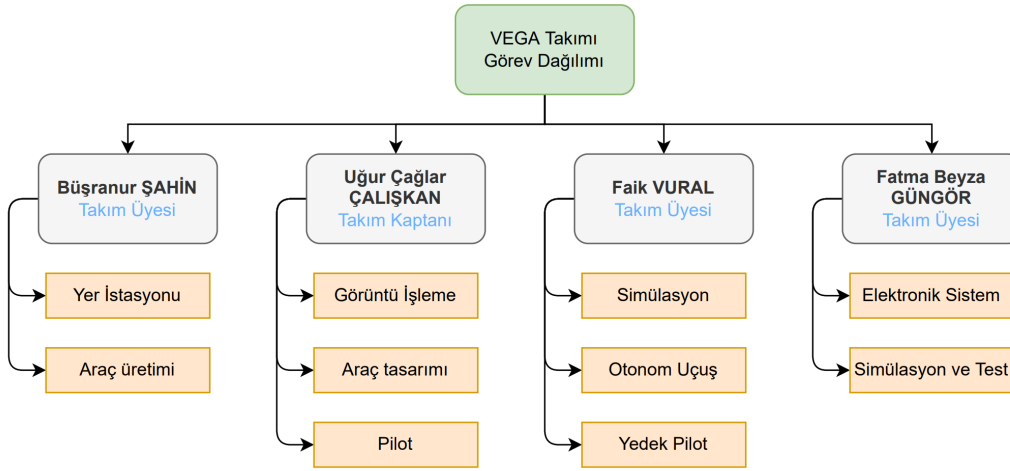 VEGA Takımı
Görev Dağılımı
Büşranur ŞAHİN
Takım Üyesi
Yer İstasyonu
Araç üretimi
Uğur Çağlar
ÇALIŞKAN
Takım Kaptanı
Görüntü İşleme
Araç tasarımı
Pilot
Faik VURAL
Takım Üyesi
Simülasyon
Otonom Uçuş
Yedek Pilot
Fatma Beyza
GÜNGÖR
Takım Üyesi
Elektronik Sistem
Simülasyon ve Test